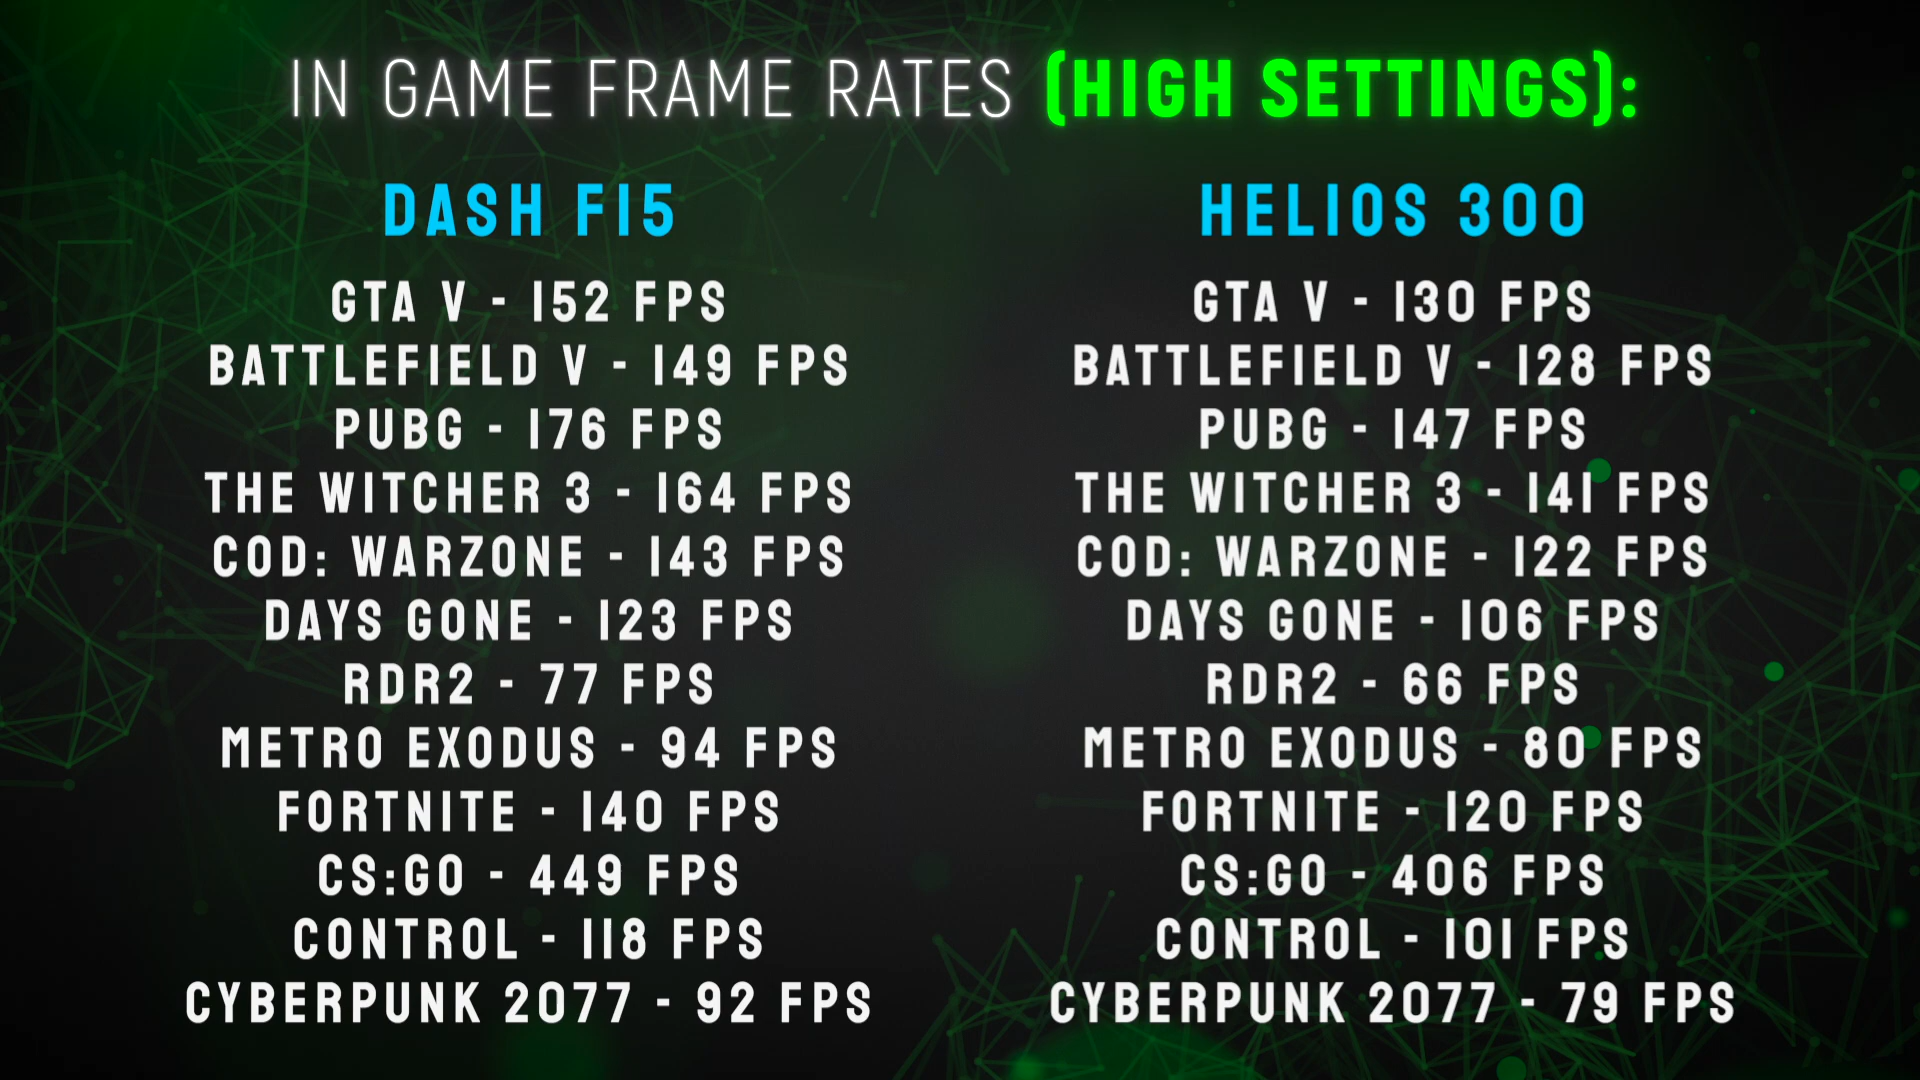 IN GAME FRAME RATES (HIGH SETTINGS):
DASH F15
GTA V - 152 FPS
BATTLEFIELD V - 149 FPS
PUBG - 176 FPS
THE WITCHER 3 - 164 FPS
COD: WARZONE - 143 FPS
DAYS GONE - 123 FPS
RDR2 - 77 FPS
METRO EXODUS - 94 FPS
FORTNITE - 140 FPS
CS:GO - 449 FPS
CONTROL - 118 FPS
CYBERPUNK 2077 - 92 FPS
HELIOS 300
GTA V - 130 FPS
BATTLEFIELD V - 128 FPS
PUBG - 147 FPS
THE WITCHER 3 - 141 FPS
COD: WARZONE - 122 FPS
DAYS GONE - 106 FPS
RDR2 - 66 FPS
METRO EXODUS - 80 FPS
FORTNITE - 120 FPS
CS:GO - 406 FPS
CONTROL - 101 FPS
CYBERPUNK 2077 - 79 FPS